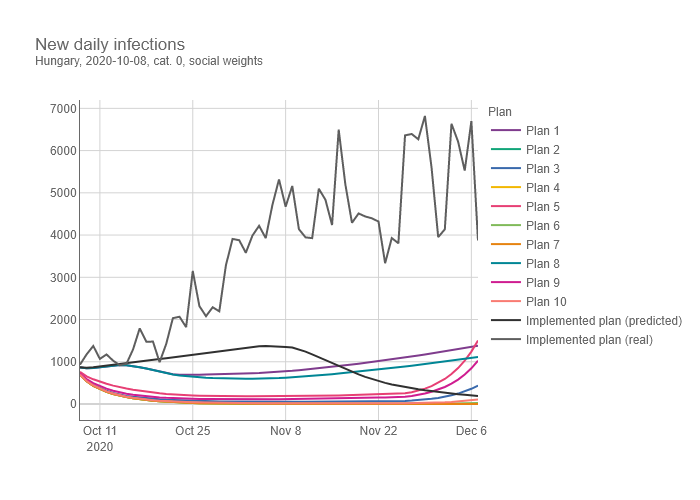 New daily infections
Hungary, 2020-10-08, cat. 0, social weights
7000
6000
5000
4000
3000
2000
1000
0
Oct 11
2020
Oct 25
Nov 8
Nov 22
Dec 6
Plan
Plan 1
Plan 2
Plan 3
Plan 4
Plan 5
Plan 6
Plan 7
Plan 8
Plan 9
Plan 10
Implemented plan (predicted)
Implemented plan (real)